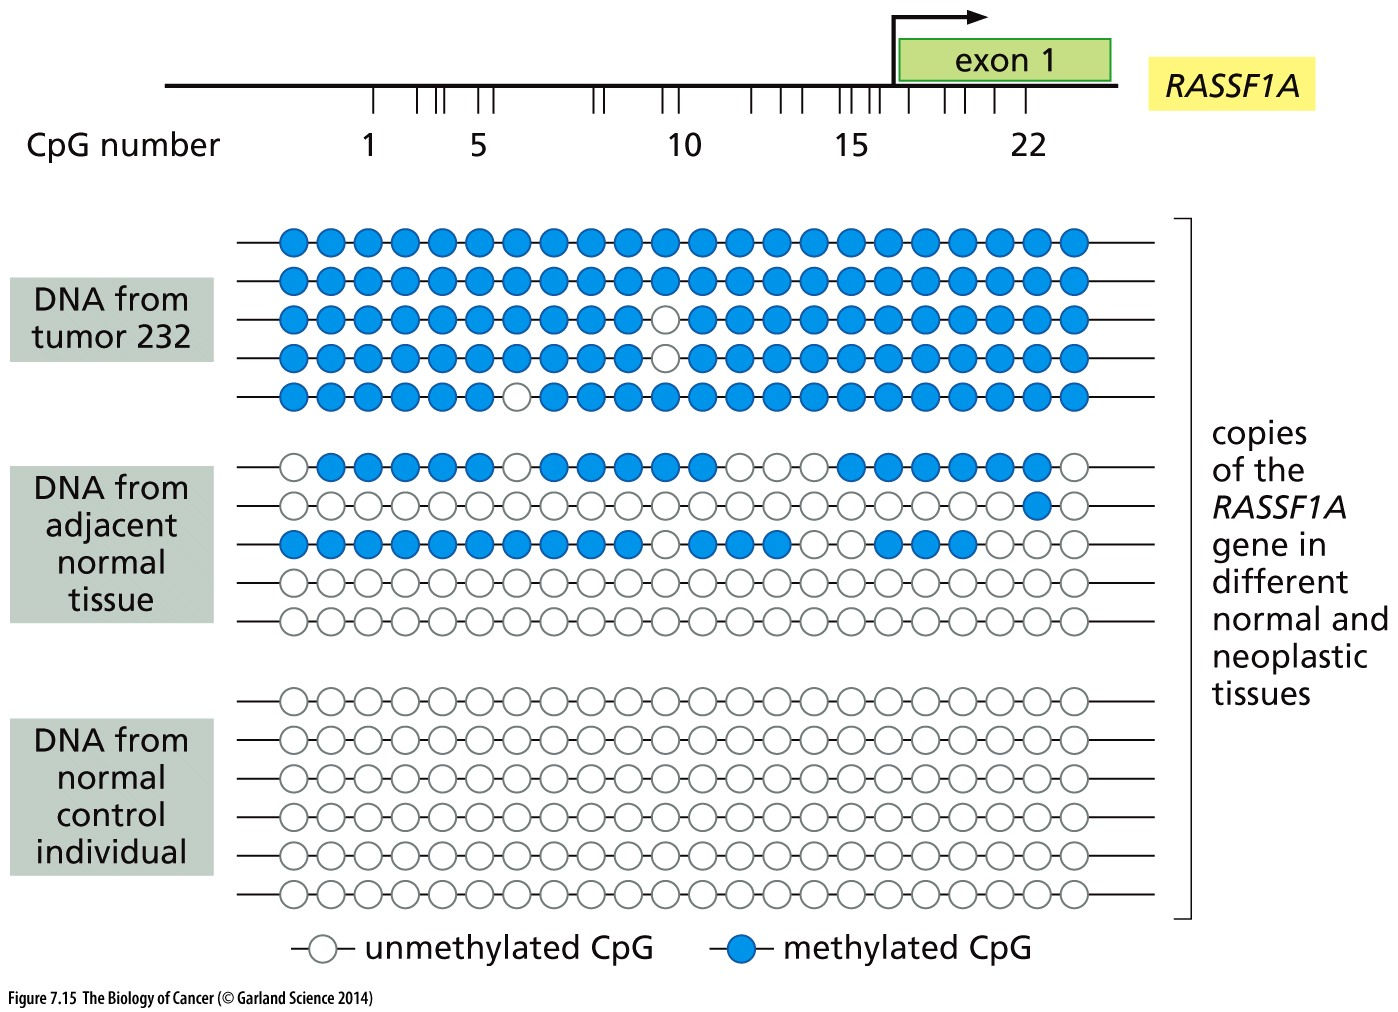 exon 1
RASSF1A
CpG number 1 5 10 15 22
DNA from
tumor 232
DNA from
adjacent
normal
tissue
DNA from
normal
control
individual
copies
of the
RASSF1A
gene in
different
normal and
neoplastic
tissues
unmethylated CpG methylated CpG
Figure 7.15 The Biology of Cancer (© Garland Science 2014)